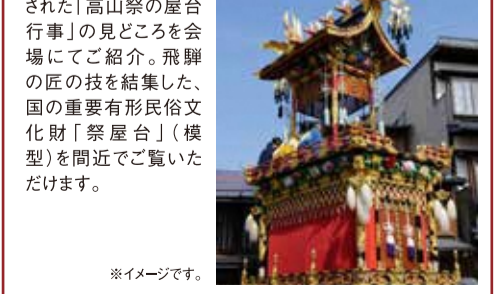 された「高山祭の屋台
行事」の見どころを会
場にてご紹介。飛騨
の匠の技を結集した、
国の重要有形民俗文
化財「祭屋台」（模
型）を間近でご覧いた
だけます。
※イメージです。